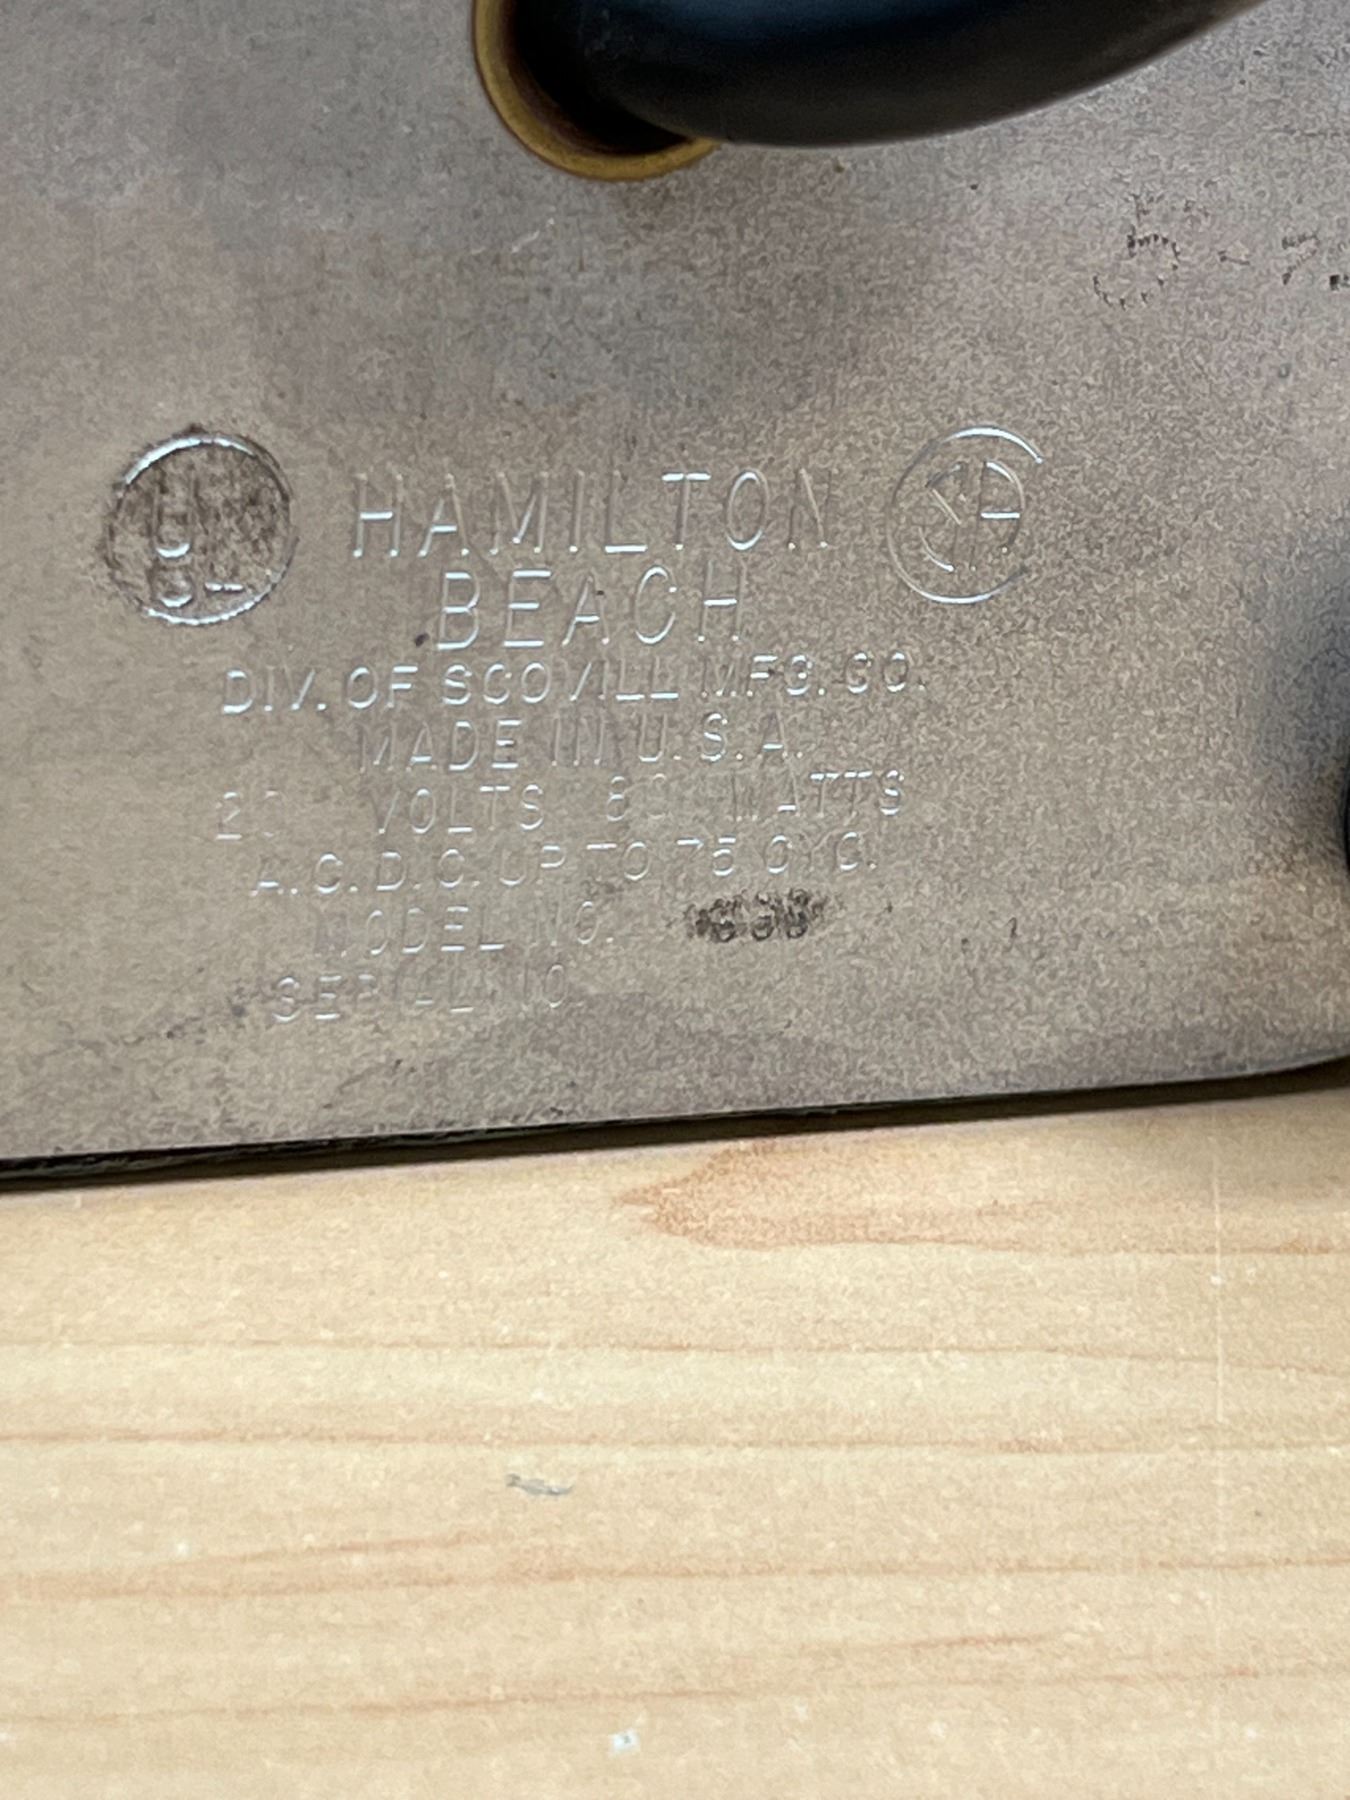 HAMILTON
BEACH
DIV. OF SCOVILL MFG. CO.
MADE IN U.S.A.
VOLTS WATTS
A.C. D.C. UP TO 75 CYC.
MODEL NO.
SERIAL NO.